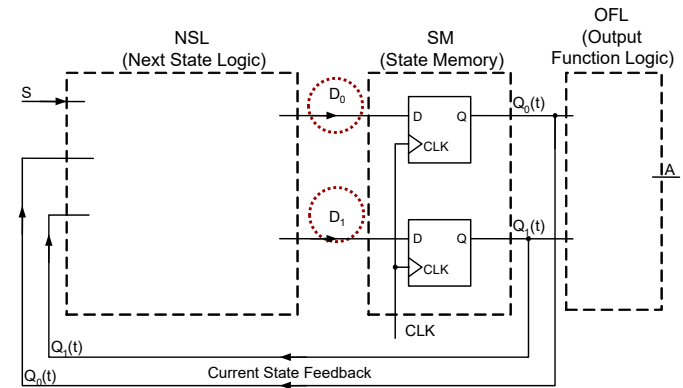 NSL
(Next State Logic)
SM
(State Memory)
OFL
(Output
Function Logic)
S
D0
D Q
CLK
Q0(t)
A
D1
D Q
CLK
Q1(t)
CLK
Q1(t)
Current State Feedback
Q0(t)